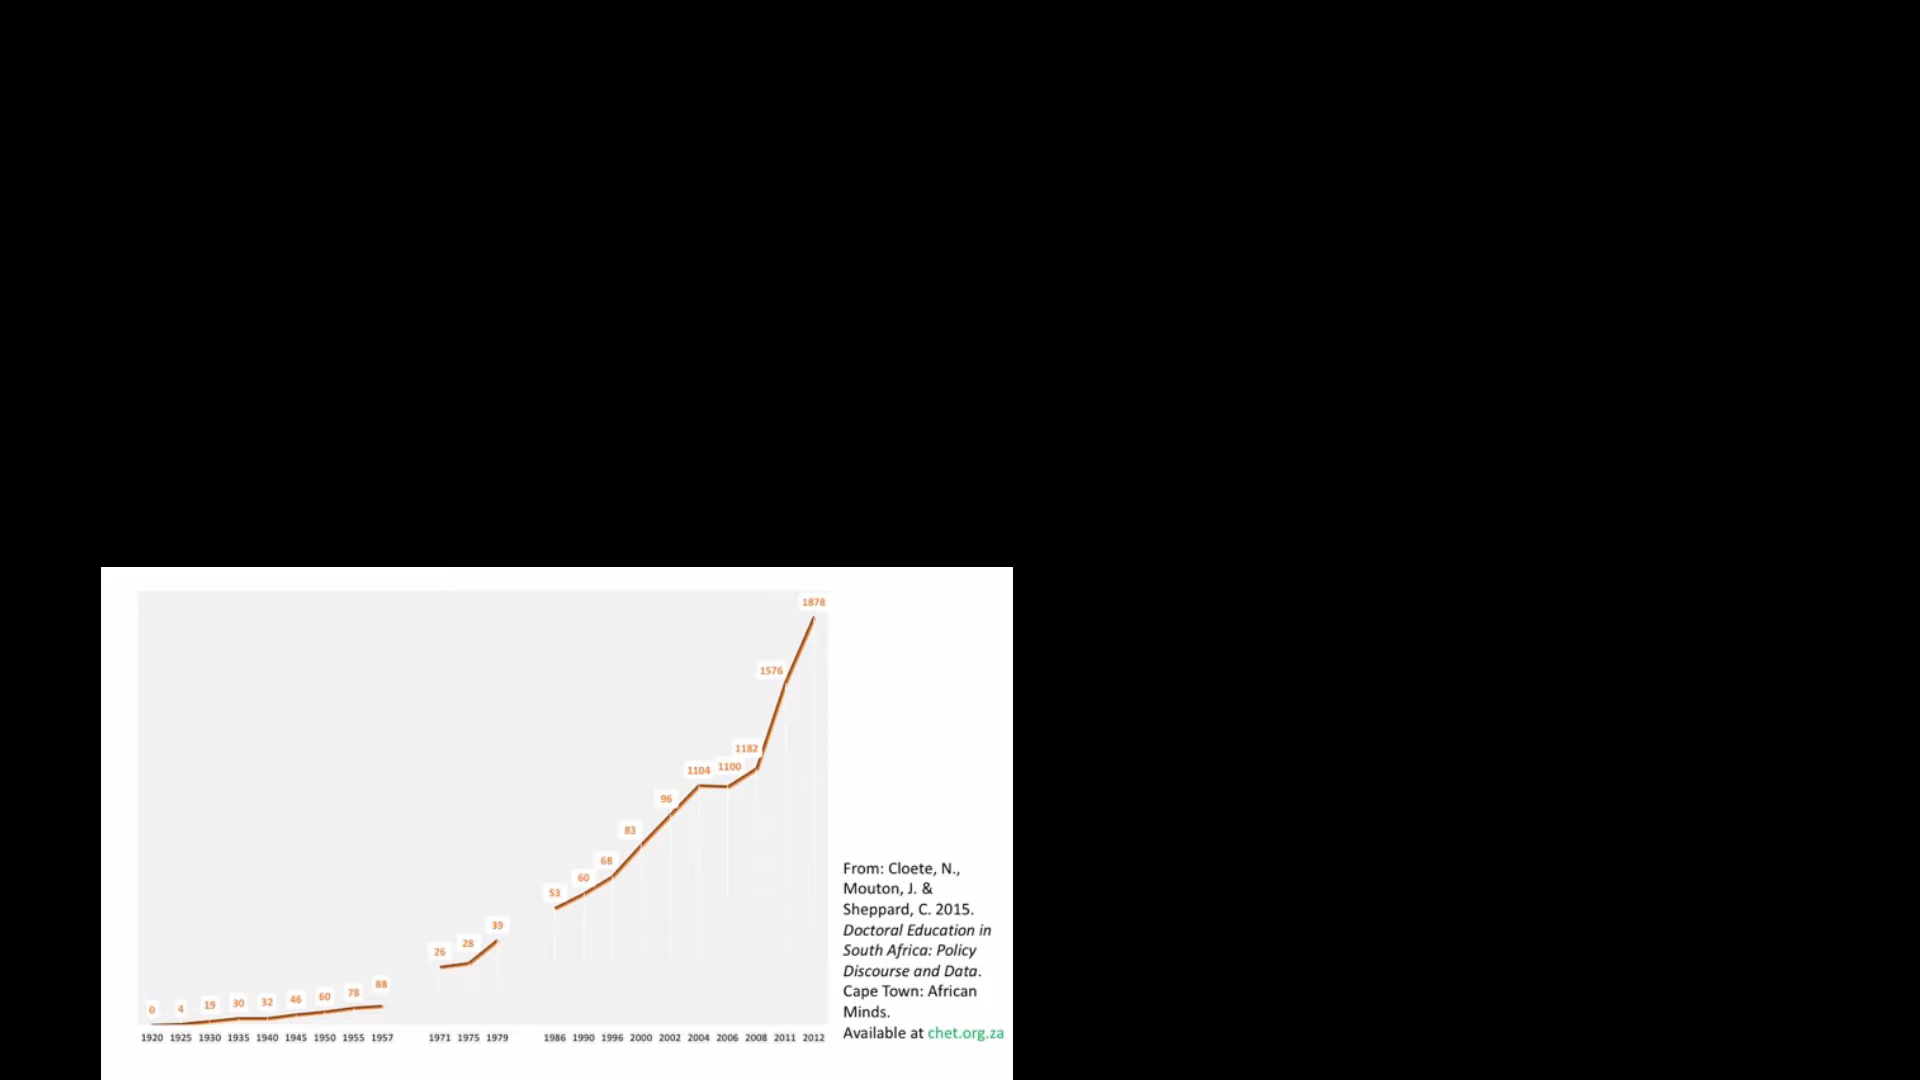 1878
1576
1182
1104 1100
96
83
68
60
53
39
28
26
88
78
60
46
32
30
19
4
0
1920 1925 1930 1935 1940 1945 1950 1955 1957 1971 1975 1979 1986 1990 1996 2000 2002 2004 2006 2008 2011 2012
From: Cloete, N.,
Mouton, J. &
Sheppard, C. 2015.
Doctoral Education in
South Africa: Policy
Discourse and Data.
Cape Town: African
Minds.
Available at chet.org.za